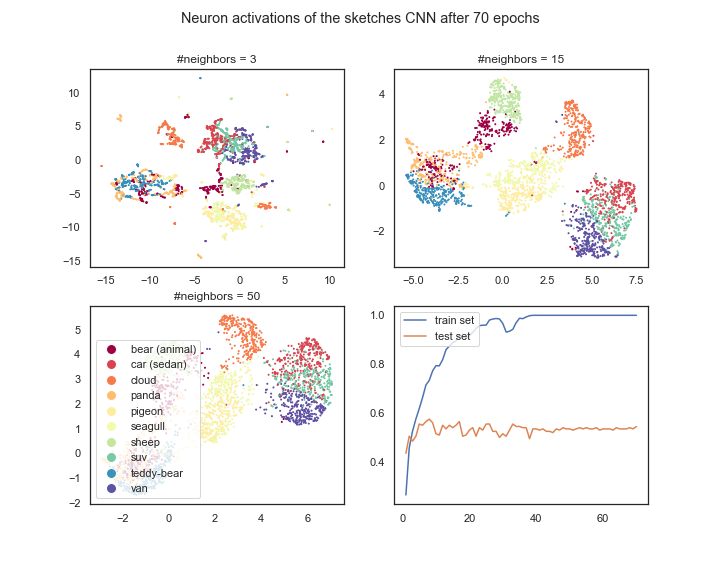 Neuron activations of the sketches CNN after 70 epochs
#neighbors = 3
10
5
0
−5
−10
−15
−15 −10 −5 0 5 10
#neighbors = 15
4
2
0
−2
−5.0 −2.5 0.0 2.5 5.0 7.5
#neighbors = 50
5
4
3
2
1
0
−1
−2
−2 0 2 4 6
bear (animal)
car (sedan)
cloud
panda
pigeon
seagull
sheep
suv
teddy-bear
van
train set
test set
1.0
0.8
0.6
0.4
0 20 40 60